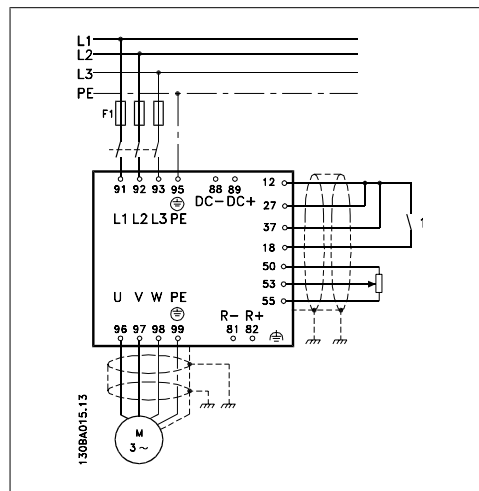 L1
L2
L3
PE
F1
91 92 93 95 88 89 12
DC- DC+
L1 L2 L3 PE
27
37
18
50
53
55
U V W PE
R- R+
96 97 98 99 81 82
M
3~
130BA015.13